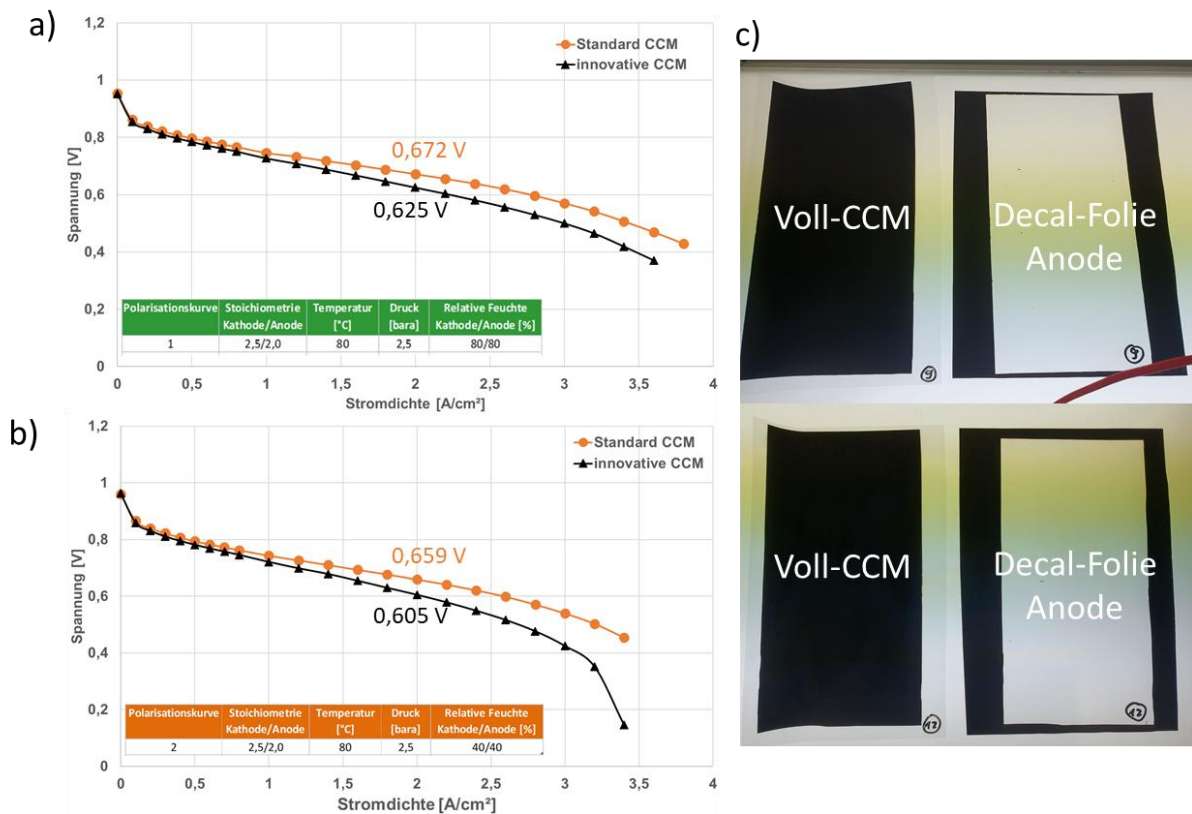 a)
1,2
1
0,8
0,6
0,4
0,2
0
Spannung [V]
Standard CCM
innovative CCM
0,672 V
0,625 V
Polarisationskurve Stoichiometrie Kathode/Anode Temperatur [°C] Druck [bara] Relative Feuchte Kathode/Anode [%]
1 2,5/2,0 80 2,5 80/80
0 0,5 1 1,5 2 2,5 3 3,5 4
Stromdichte [A/cm²]
b)
1,2
1
0,8
0,6
0,4
0,2
0
Spannung [V]
Standard CCM
innovative CCM
0,659 V
0,605 V
Polarisationskurve Stoichiometrie Kathode/Anode Temperatur [°C] Druck [bara] Relative Feuchte Kathode/Anode [%]
2 2,5/2,0 80 2,5 40/40
0 0,5 1 1,5 2 2,5 3 3,5 4
Stromdichte [A/cm²]
c)
Voll-CCM
Decal-Folie
Anode
9
9
Voll-CCM
Decal-Folie
Anode
12
12